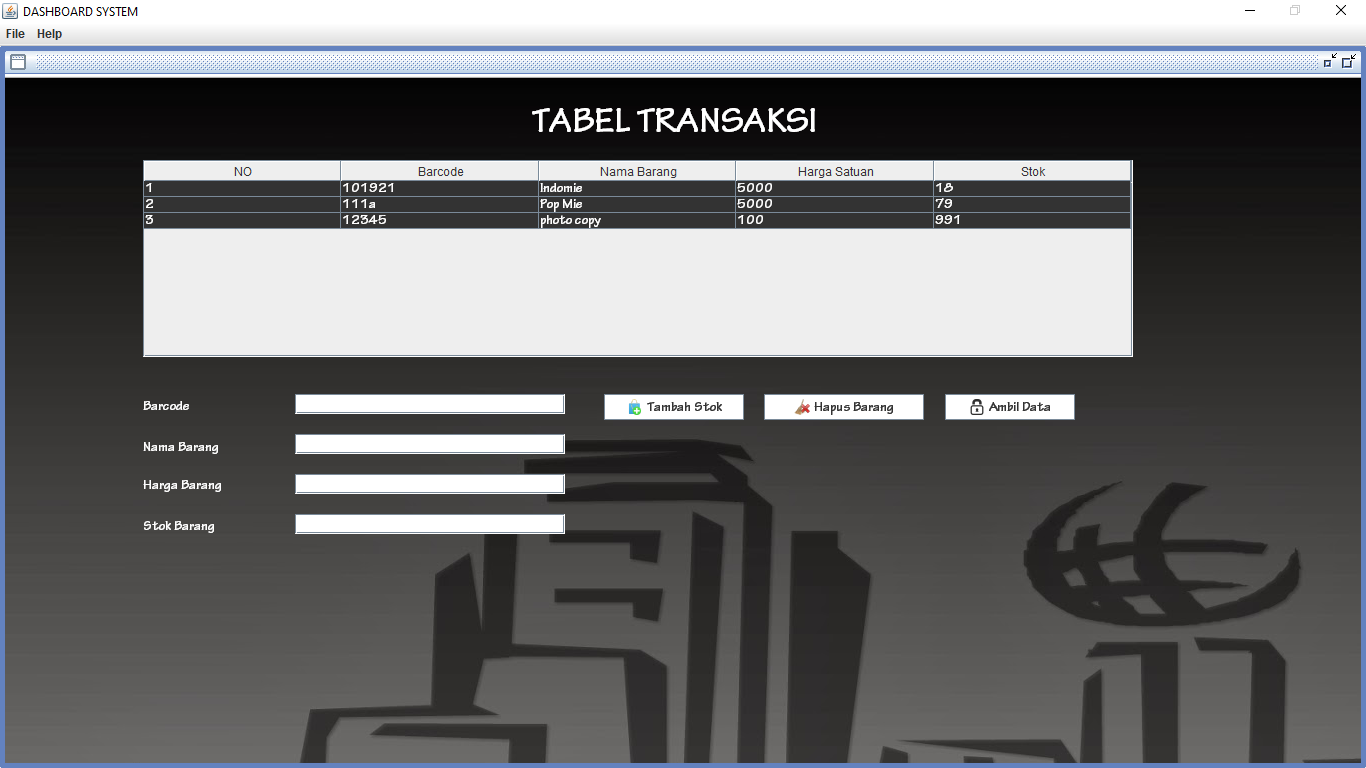 DASHBOARD SYSTEM
File Help
TABEL TRANSAKSI
NO Barcode Nama Barang Harga Satuan Stok
1 101921 Indomie 5000 18
2 111a Pop Mie 5000 79
3 12345 photo copy 100 991
Barcode Tambah Stok Hapus Barang Ambil Data
Nama Barang
Harga Barang
Stok Barang